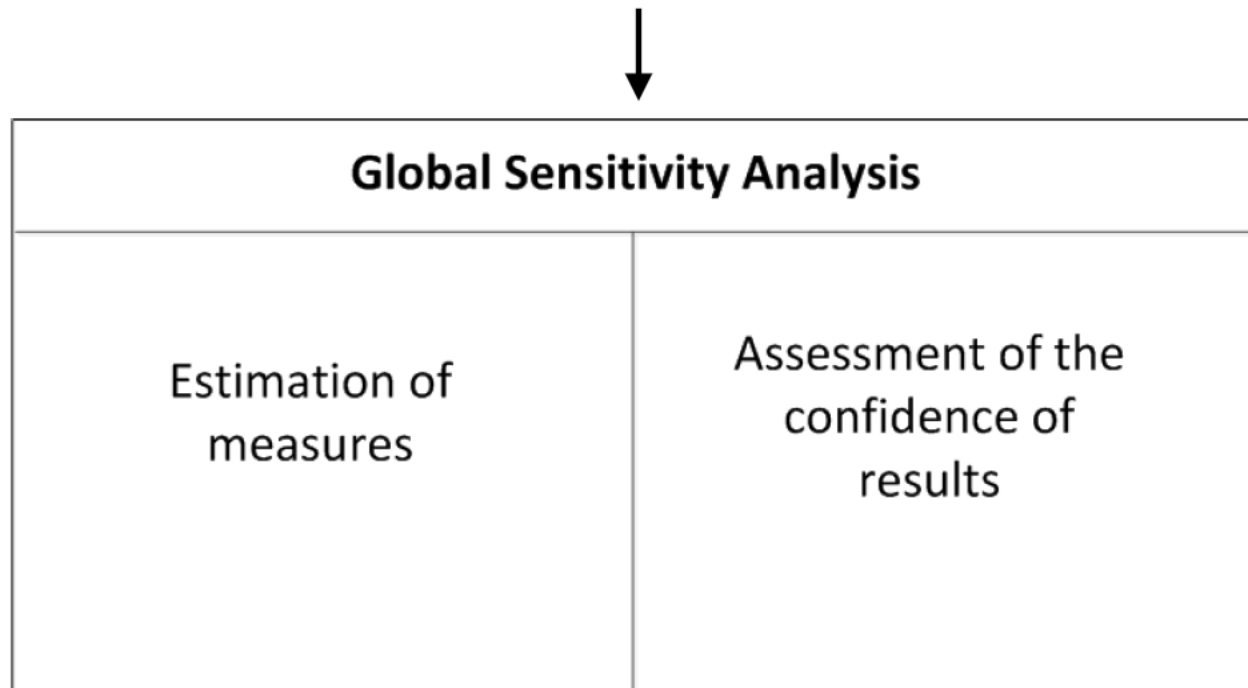 Global Sensitivity Analysis
Estimation of
measures
Assessment of the
confidence of
results